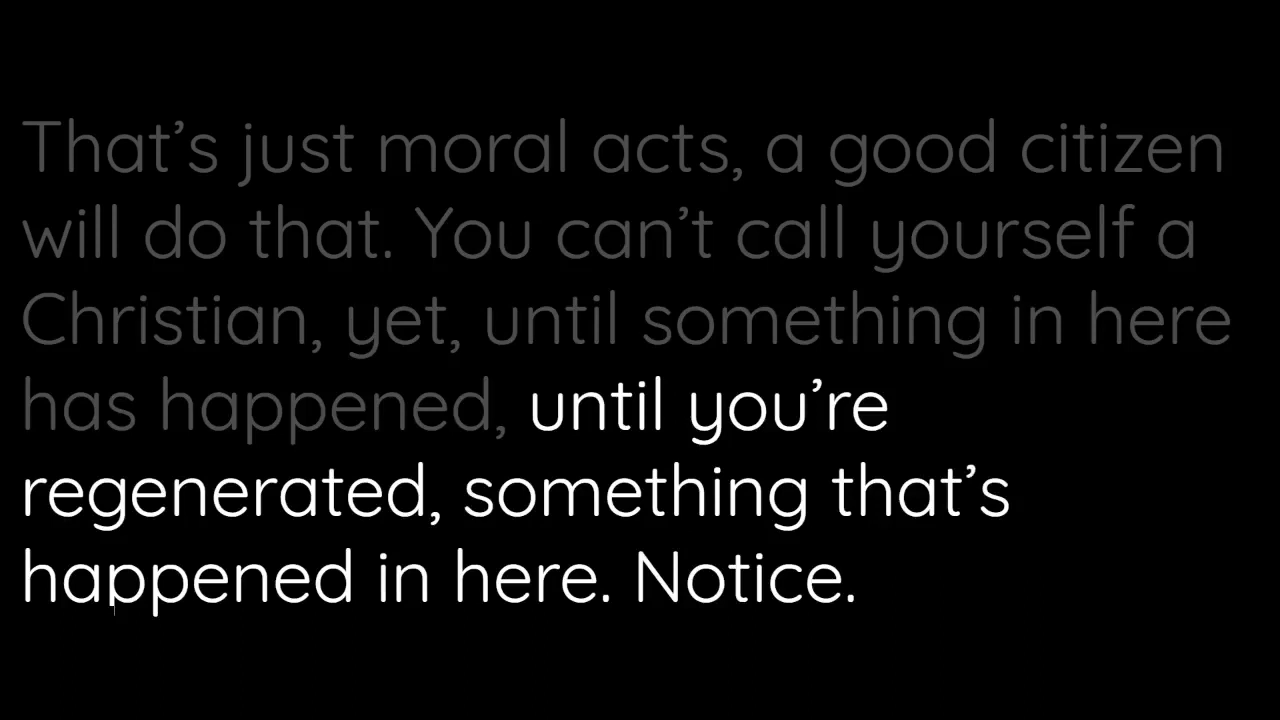 That’s just moral acts, a good citizen
will do that. You can’t call yourself a
Christian, yet, until something in here
has happened, until you’re
regenerated, something that’s
happened in here. Notice.